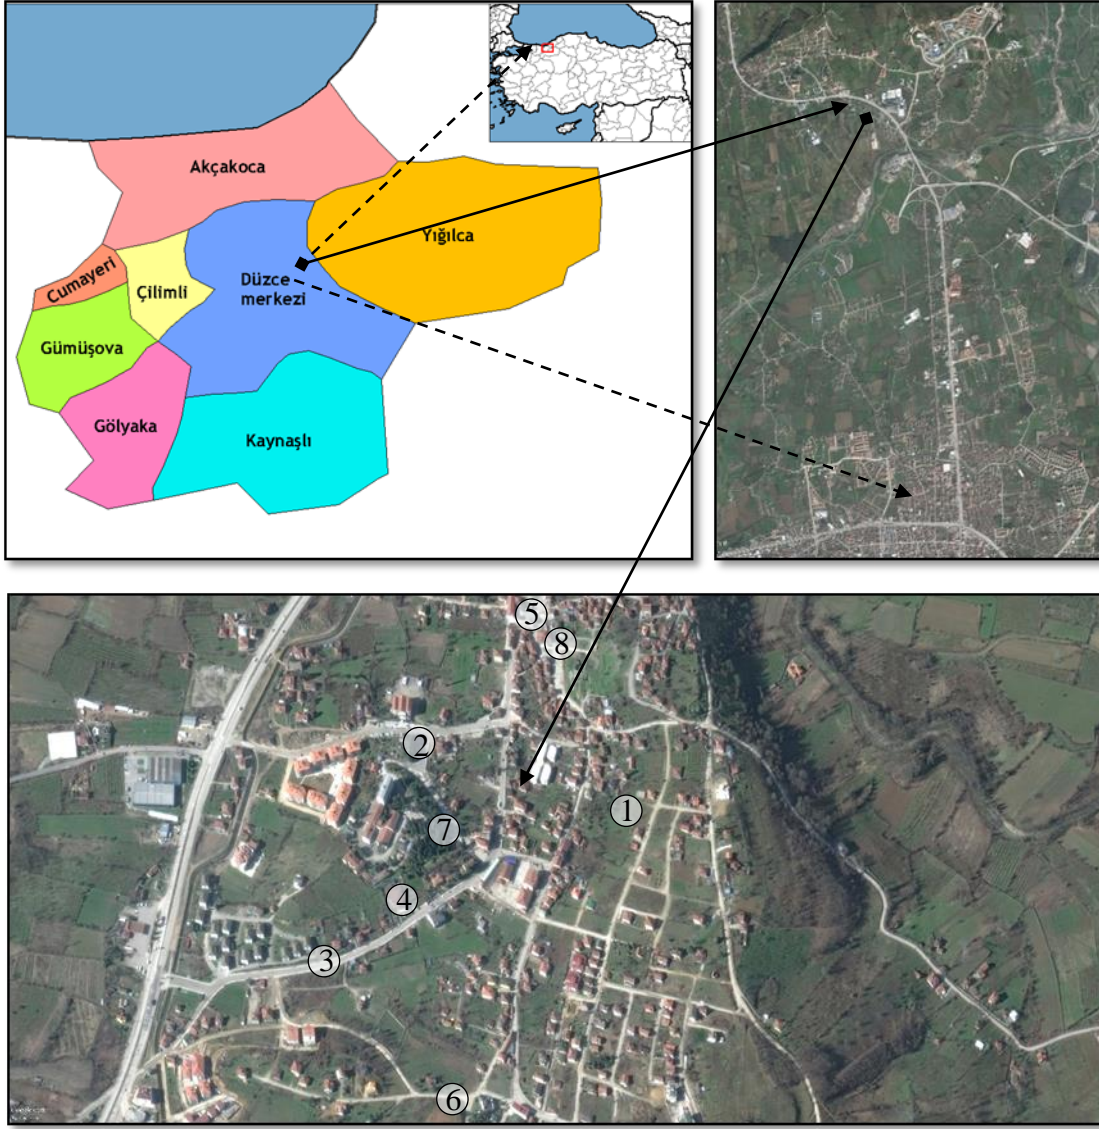 Akçakoca
Yığılca
Cumayeri
Çilimli
Düzce
merkezi
Gümüşova
Gölyaka
Kaynaşlı
5
8
2
1
7
4
3
6